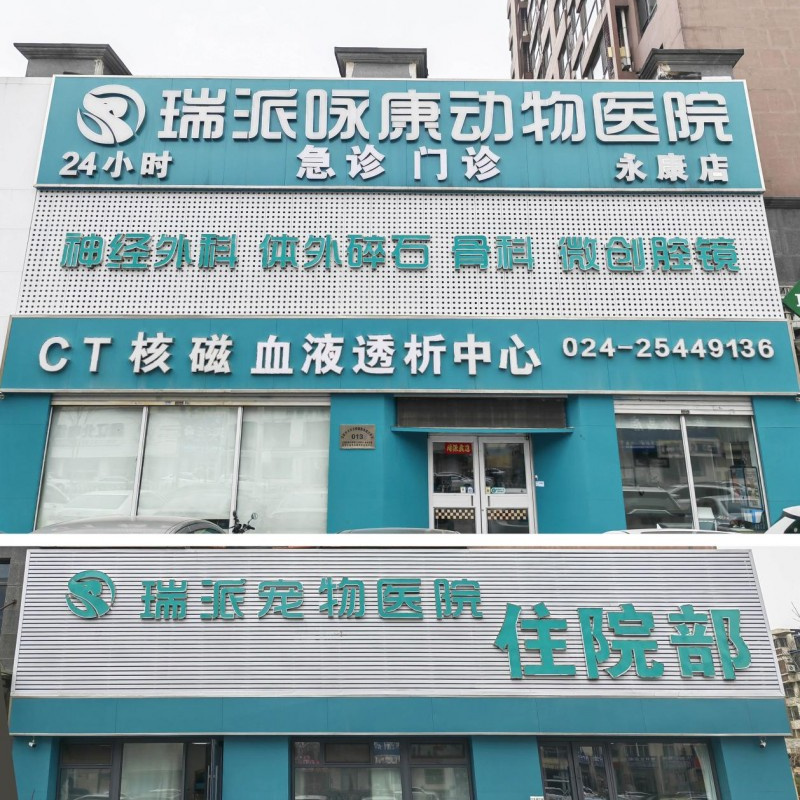 瑞派咏康动物医院
24小时 急诊 门诊 永康店
神经外科 体外碎石 骨科 微创腔镜
CT 核磁 血液透析中心 024-25449136
013
瑞派宠物医院
住院部